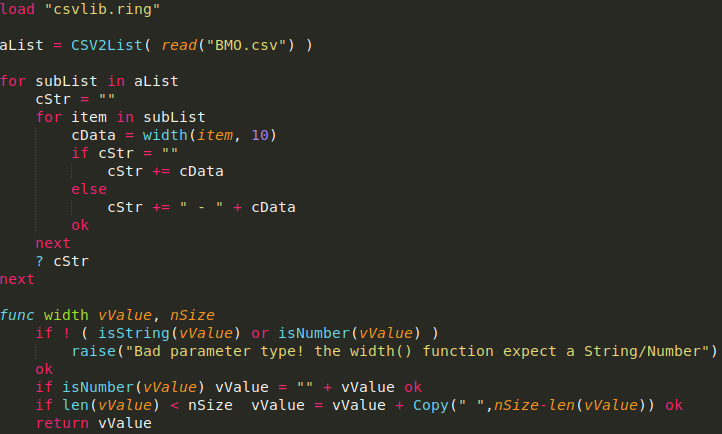 load "csvlib.ring"

aList = CSV2List( read("BMO.csv") )

for subList in aList
    cStr = ""
    for item in subList
        cData = width(item, 10)
        if cStr = ""
            cStr += cData
        else
            cStr += " - " + cData
        ok
    next
    ? cStr
next

func width vValue, nSize
    if ! ( isString(vValue) or isNumber(vValue) )
        raise("Bad parameter type! the width() function expect a String/Number")
    ok
    if isNumber(vValue) vValue = "" + vValue ok
    if len(vValue) < nSize  vValue = vValue + Copy(" ",nSize-len(vValue)) ok
    return vValue